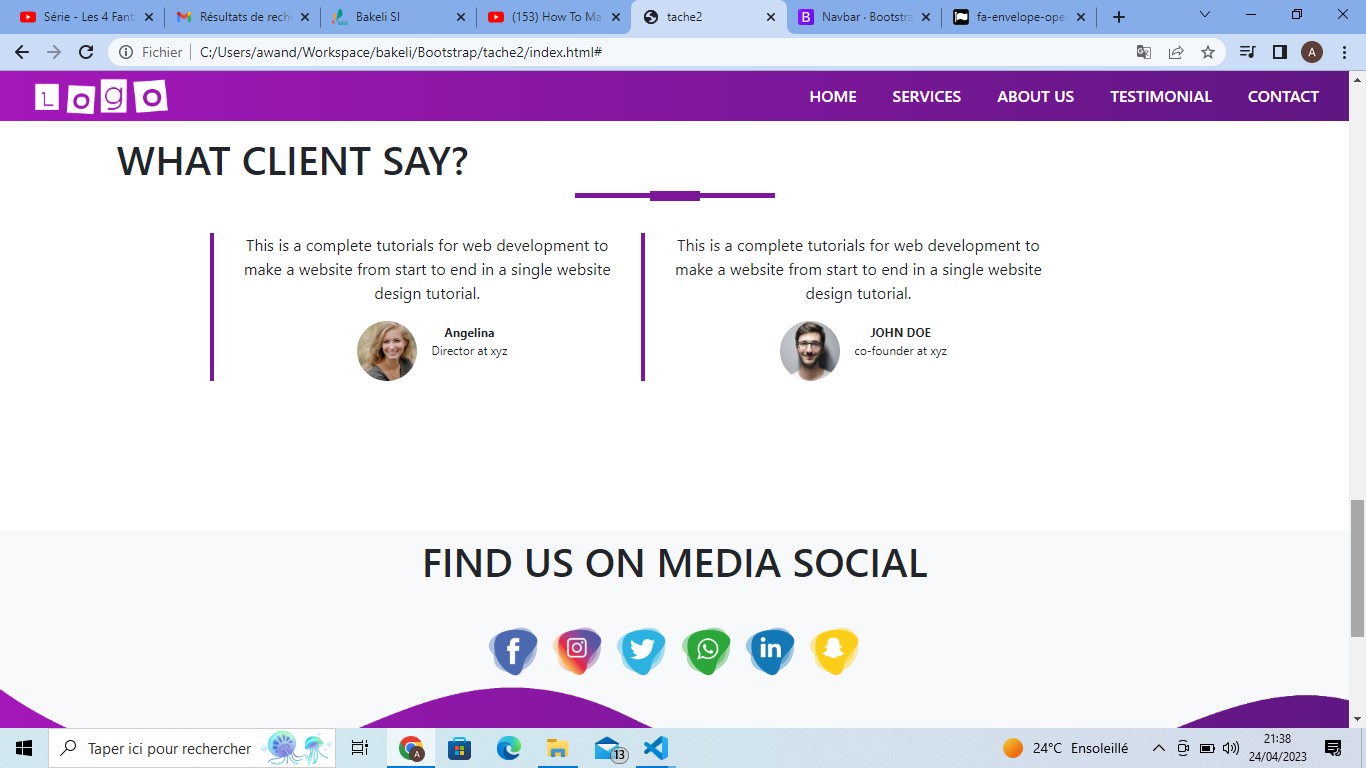 Série - Les 4 Fant
Résultats de rech
Bakeli SI
(153) How To Ma
tache2
Navbar · Bootstra
fa-envelope-ope
Fichier
C:/Users/awand/Workspace/bakeli/Bootstrap/tache2/index.html#
A
Logo
HOME
SERVICES
ABOUT US
TESTIMONIAL
CONTACT
WHAT CLIENT SAY?
This is a complete tutorials for web development to
make a website from start to end in a single website
design tutorial.
Angelina
Director at xyz
This is a complete tutorials for web development to
make a website from start to end in a single website
design tutorial.
JOHN DOE
co-founder at xyz
FIND US ON MEDIA SOCIAL
Taper ici pour rechercher
A
13
24°C Ensoleillé
21:38
24/04/2023